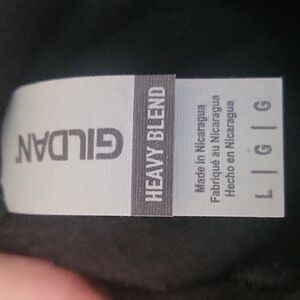 GILDAN
HEAVY BLEND
Made in Nicaragua
Fabriqué au Nicaragua
Hecho en Nicaragua
L | G | G